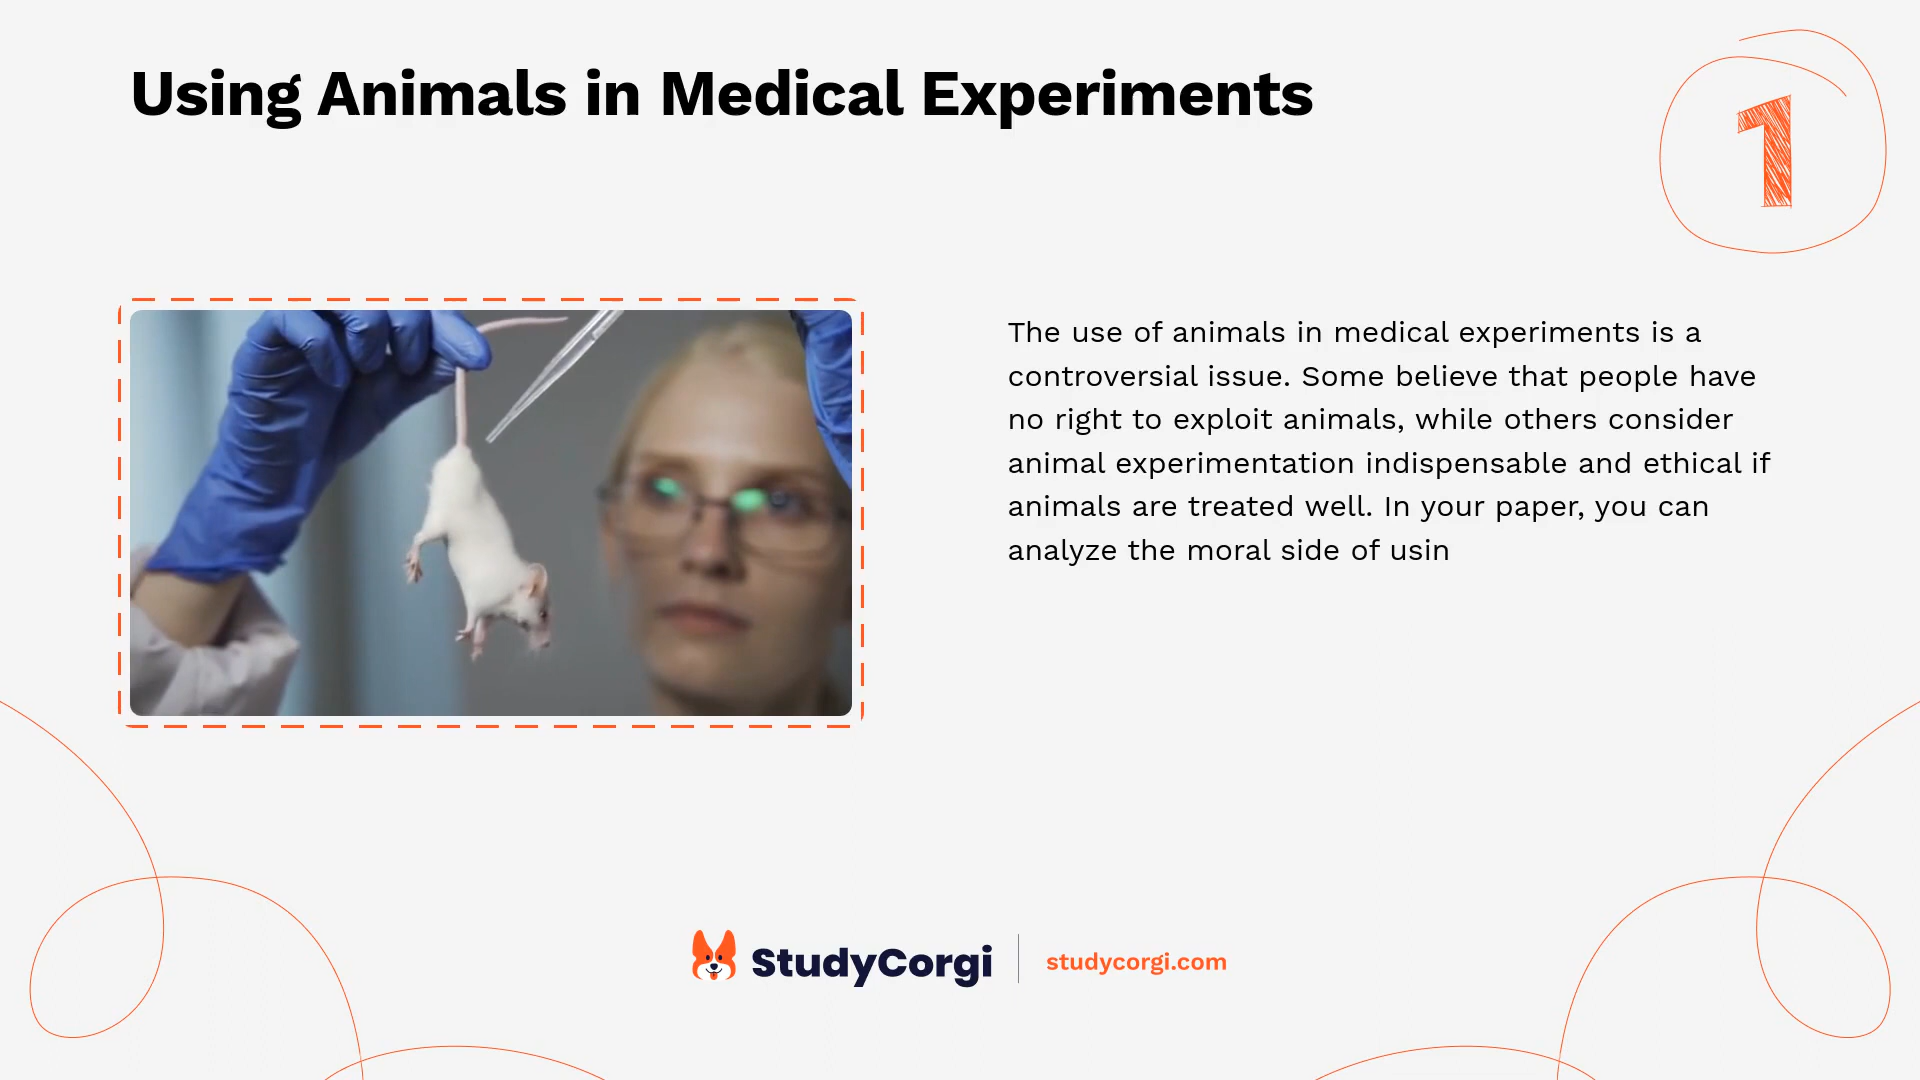 Using Animals in Medical Experiments
1
The use of animals in medical experiments is a
controversial issue. Some believe that people have
no right to exploit animals, while others consider
animal experimentation indispensable and ethical if
animals are treated well. In your paper, you can
analyze the moral side of usin
StudyCorgi
studycorgi.com